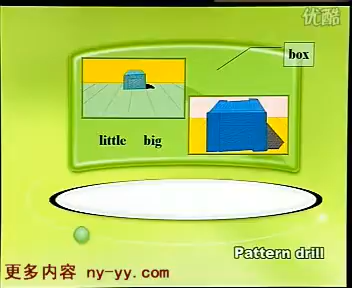 优酷
box
little big
Pattern drill
更多内容 ny-yy.com